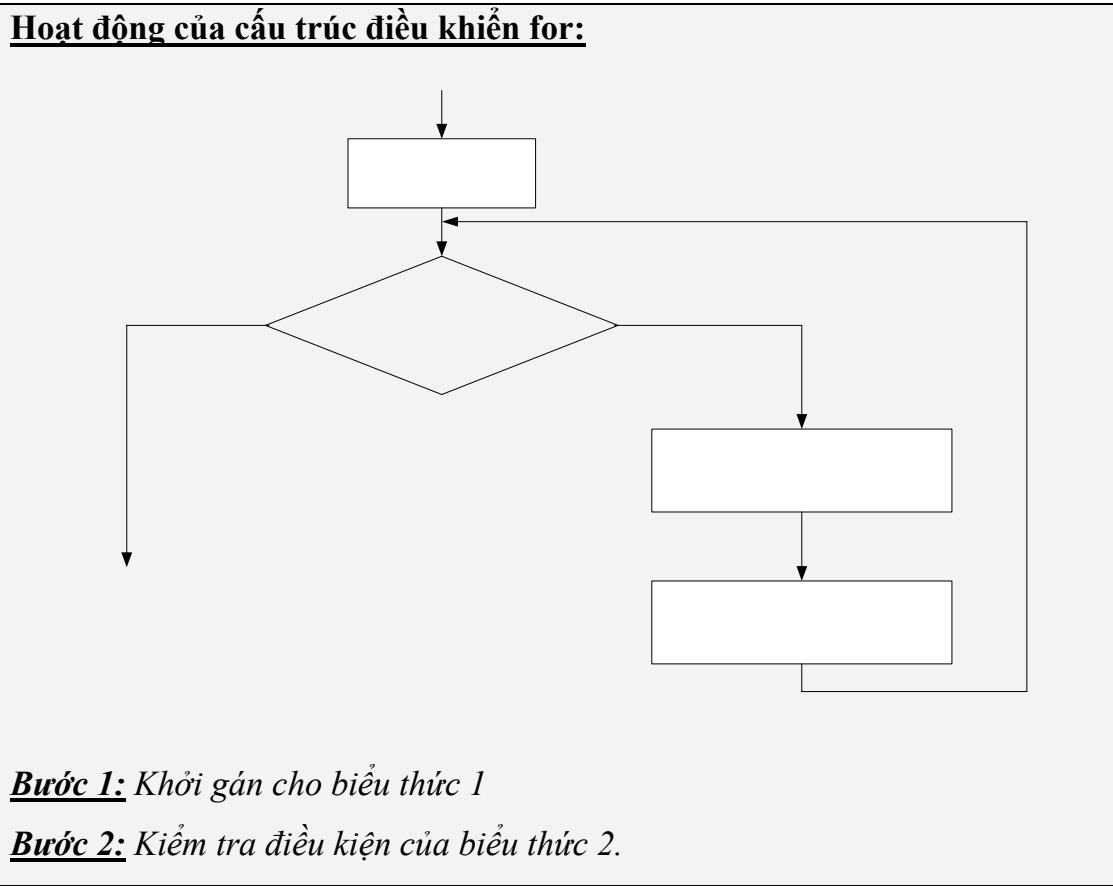 Hoạt động của cấu trúc điều khiển for:
Bước 1: Khởi gán cho biểu thức 1
Bước 2: Kiểm tra điều kiện của biểu thức 2.